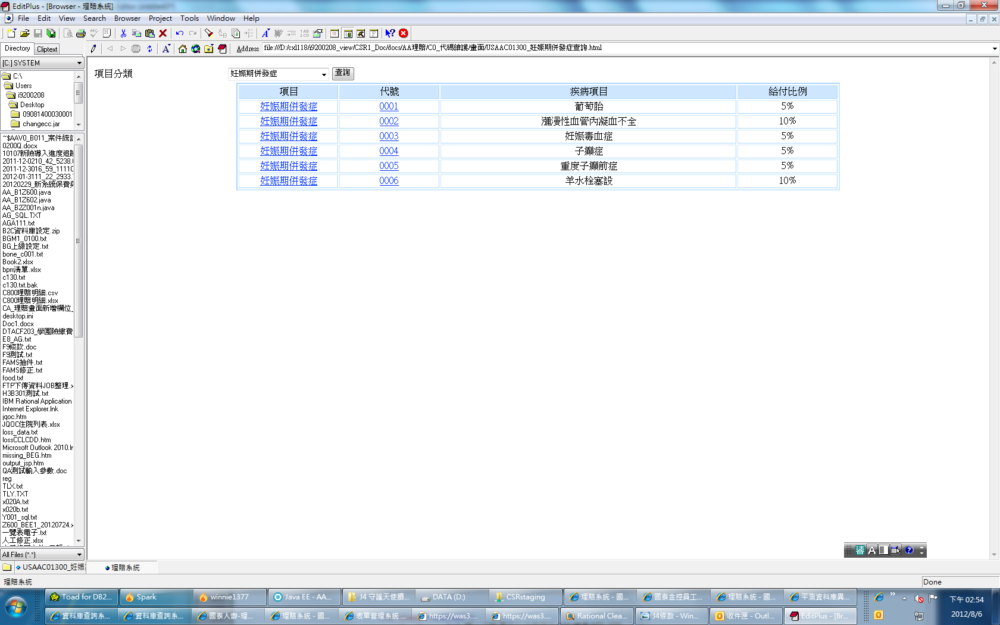 EditPlus - [Browser - 理賠系統]
File Edit View Search Browser Project Tools Window Help
Directory Cliptext
Address file:///D:/cxl118/i9200208_view/CSR1_Doc/docs/AA理賠/C0_代碼維護/畫面/USAAC01300_妊娠期併發症查詢.html
[C:] SYSTEM
C:\
Users
i9200208
Desktop
09081400030001
changecc.jar
~$AAV0_B011_案件統計
0200Q.docx
10107新險導入進度追蹤
2011-12-0210_42_5238.
2011-12-3016_59_1111
2012-01-3111_22_2933.
20120229_新系統保費
AA_B1Z600.java
AA_B1Z602.java
AA_B2Z001n.java
AG_SQL.TXT
AGA111.txt
B2C資料庫設定.zip
BGM1_0100.txt
BG上線設定.txt
bone_c001.txt
Book2.xlsx
bpm清單.xlsx
c130.txt
c130.txt.bak
C800理賠明細.csv
C800理賠明細.xlsx
CA_理賠畫面新增欄位_
desktop.ini
Doc1.docx
DTACF203_學團險繳費
E8_AG.txt
F9條款.doc
F9測試.txt
FAMS抽件.txt
FAMS修正.txt
food.txt
FTP下傳資料JOB整理.x
H3B301測試.txt
IBM Rational Application
Internet Explorer.lnk
jqoc.htm
JQOC住院列表.xlsx
loss_data.txt
lossCCLCDD.htm
Microsoft Outlook 2010.ln
missing_BEG.htm
output_jsp.htm
QA測試輸入參數.doc
reg
TLX.txt
TLY.TXT
x020A.txt
x020b.txt
Y001_sql.txt
Z600_BEE1_20120724.x
一覽表電子.txt
人工修正.xlsx
All Files (*.*)
項目分類 妊娠期併發症 查詢
項目 代號 疾病項目 給付比例
妊娠期併發症 0001 葡萄胎 5%
妊娠期併發症 0002 瀰漫性血管內凝血不全 10%
妊娠期併發症 0003 妊娠毒血症 5%
妊娠期併發症 0004 子癲症 5%
妊娠期併發症 0005 重度子癲前症 5%
妊娠期併發症 0006 羊水栓塞設 10%
USAAC01300_妊娠 理賠系統
理賠系統 Done
Toad for DB2... Spark winnie1377 Java EE - AA... J4 守護天使臍... DATA (D:) CSRstaging 理賠系統 - 國... 國泰金控員工... 理賠系統 - 國... 平測資料庫異...
下午 02:54
資料庫查詢系... 資料庫查詢系... 國泰人壽-理... 理賠系統 - 國... 表單管理系統 ... https://was3.... https://was3.... Rational Clea... J4條款 - Win... 收件匣 - Outl... EditPlus - [Br...
2012/8/6